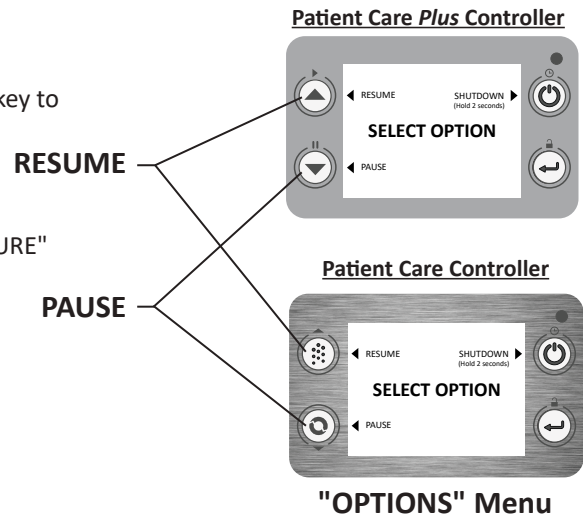 Patient Care Plus Controller
key to
RESUME
SHUTDOWN
(Hold 2 seconds)
SELECT OPTION
PAUSE
RESUME
URE"
PAUSE
Patient Care Controller
RESUME
SHUTDOWN
(Hold 2 seconds)
SELECT OPTION
PAUSE
"OPTIONS" Menu